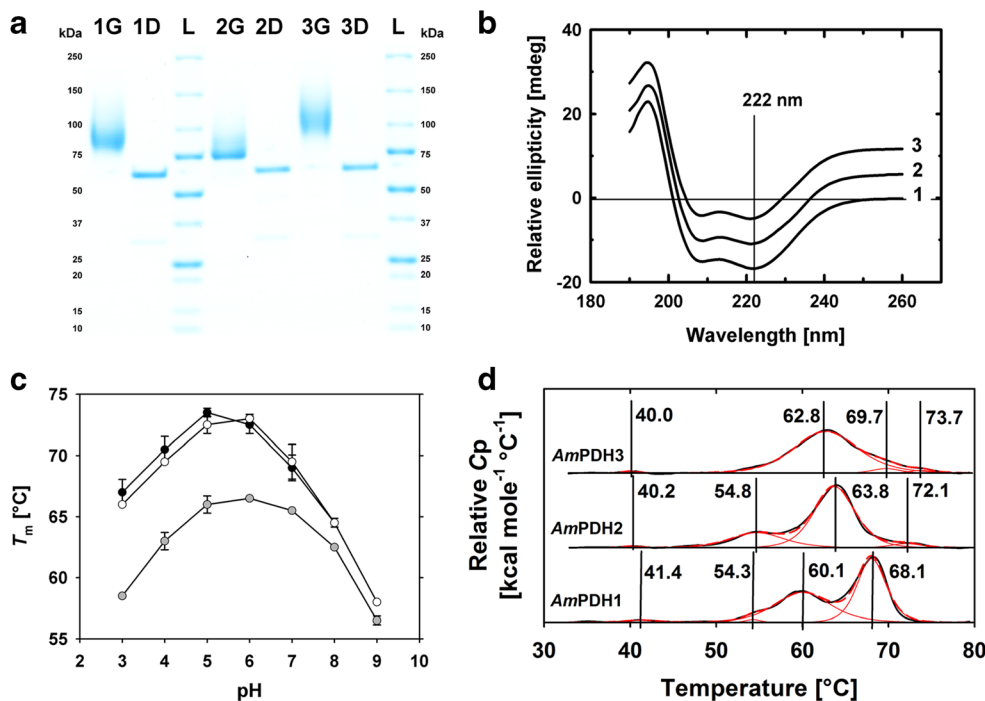 a
kDa 1G 1D L 2G 2D 3G 3D L kDa
250 250
150 150
100 100
75 75
50 50
37 37
25 25
20 20
15 15
10 10
b
Relative ellipticity [mdeg]
40
20
0
-20
222 nm
3
2
1
180 200 220 240 260
Wavelength [nm]
c
Tm [°C]
75
70
65
60
55
2 3 4 5 6 7 8 9 10
pH
d
Relative Cp
[kcal mole-1 °C-1]
40.0 62.8 69.7 73.7
AmPDH3
40.2 54.8 63.8 72.1
AmPDH2
41.4 54.3 60.1 68.1
AmPDH1
30 40 50 60 70 80
Temperature [°C]